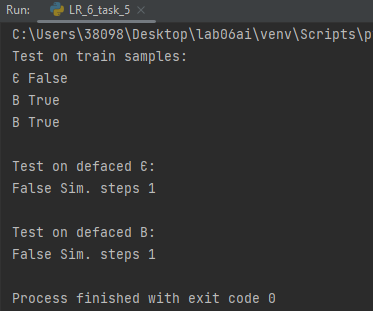 Run:
LR_6_task_5
C:\Users\38098\Desktop\lab06ai\venv\Scripts\p
Test on train samples:
Є False
В True
В True
Test on defaced Є:
False Sim. steps 1
Test on defaced В:
False Sim. steps 1
Process finished with exit code 0